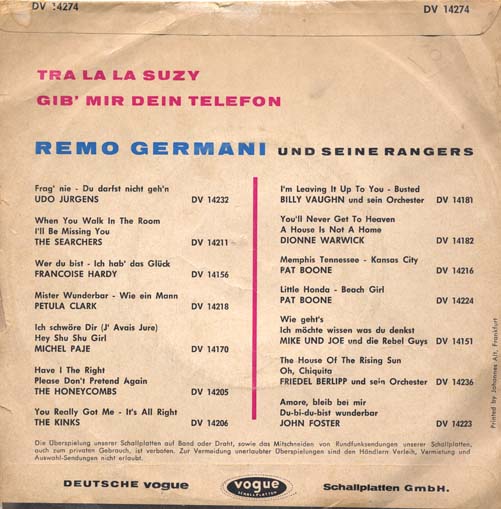 DV 14274
DV 14274
TRA LA LA SUZY
GIB' MIR DEIN TELEFON
REMO GERMANI UND SEINE RANGERS
Frag' nie - Du darfst nicht geh'n
UDO JURGENS DV 14232
When You Walk In The Room
I'll Be Missing You
THE SEARCHERS DV 14211
Wer du bist - Ich hab' das Glück
FRANCOISE HARDY DV 14156
Mister Wunderbar - Wie ein Mann
PETULA CLARK DV 14218
Ich schwöre Dir (J' Avais Jure)
Hey Shu Shu Girl
MICHEL PAJE DV 14170
Have I The Right
Please Don't Pretend Again
THE HONEYCOMBS DV 14205
You Really Got Me - It's All Right
THE KINKS DV 14206
I'm Leaving It Up To You - Busted
BILLY VAUGHN und sein Orchester DV 14181
You'll Never Get To Heaven
A House Is Not A Home
DIONNE WARWICK DV 14182
Memphis Tennessee - Kansas City
PAT BOONE DV 14216
Little Honda - Beach Girl
PAT BOONE DV 14224
Wie geht's
Ich möchte wissen was du denkst
MIKE UND JOE und die Rebel Guys DV 14151
The House Of The Rising Sun
Oh, Chiquita
FRIEDEL BERLIPP und sein Orchester DV 14236
Amore, bleib bei mir
Du-bi-du-bist wunderbar
JOHN FOSTER DV 14223
Die Überspielung unserer Schallplatten auf Band oder Draht, sowie das Mitschneiden von Rundfunksendungen unserer Schallplatten,
auch zum privaten Gebrauch, ist verboten. Zur Vermeidung unerlaubter Überspielungen sind den Händlern Verleih, Vermietung und
Auswahl-Sendungen nicht erlaubt.
DEUTSCHE vogue vogue Schallplatten GmbH.
SCHALLPLATTEN
Printed by Johannes Alt, Frankfurt